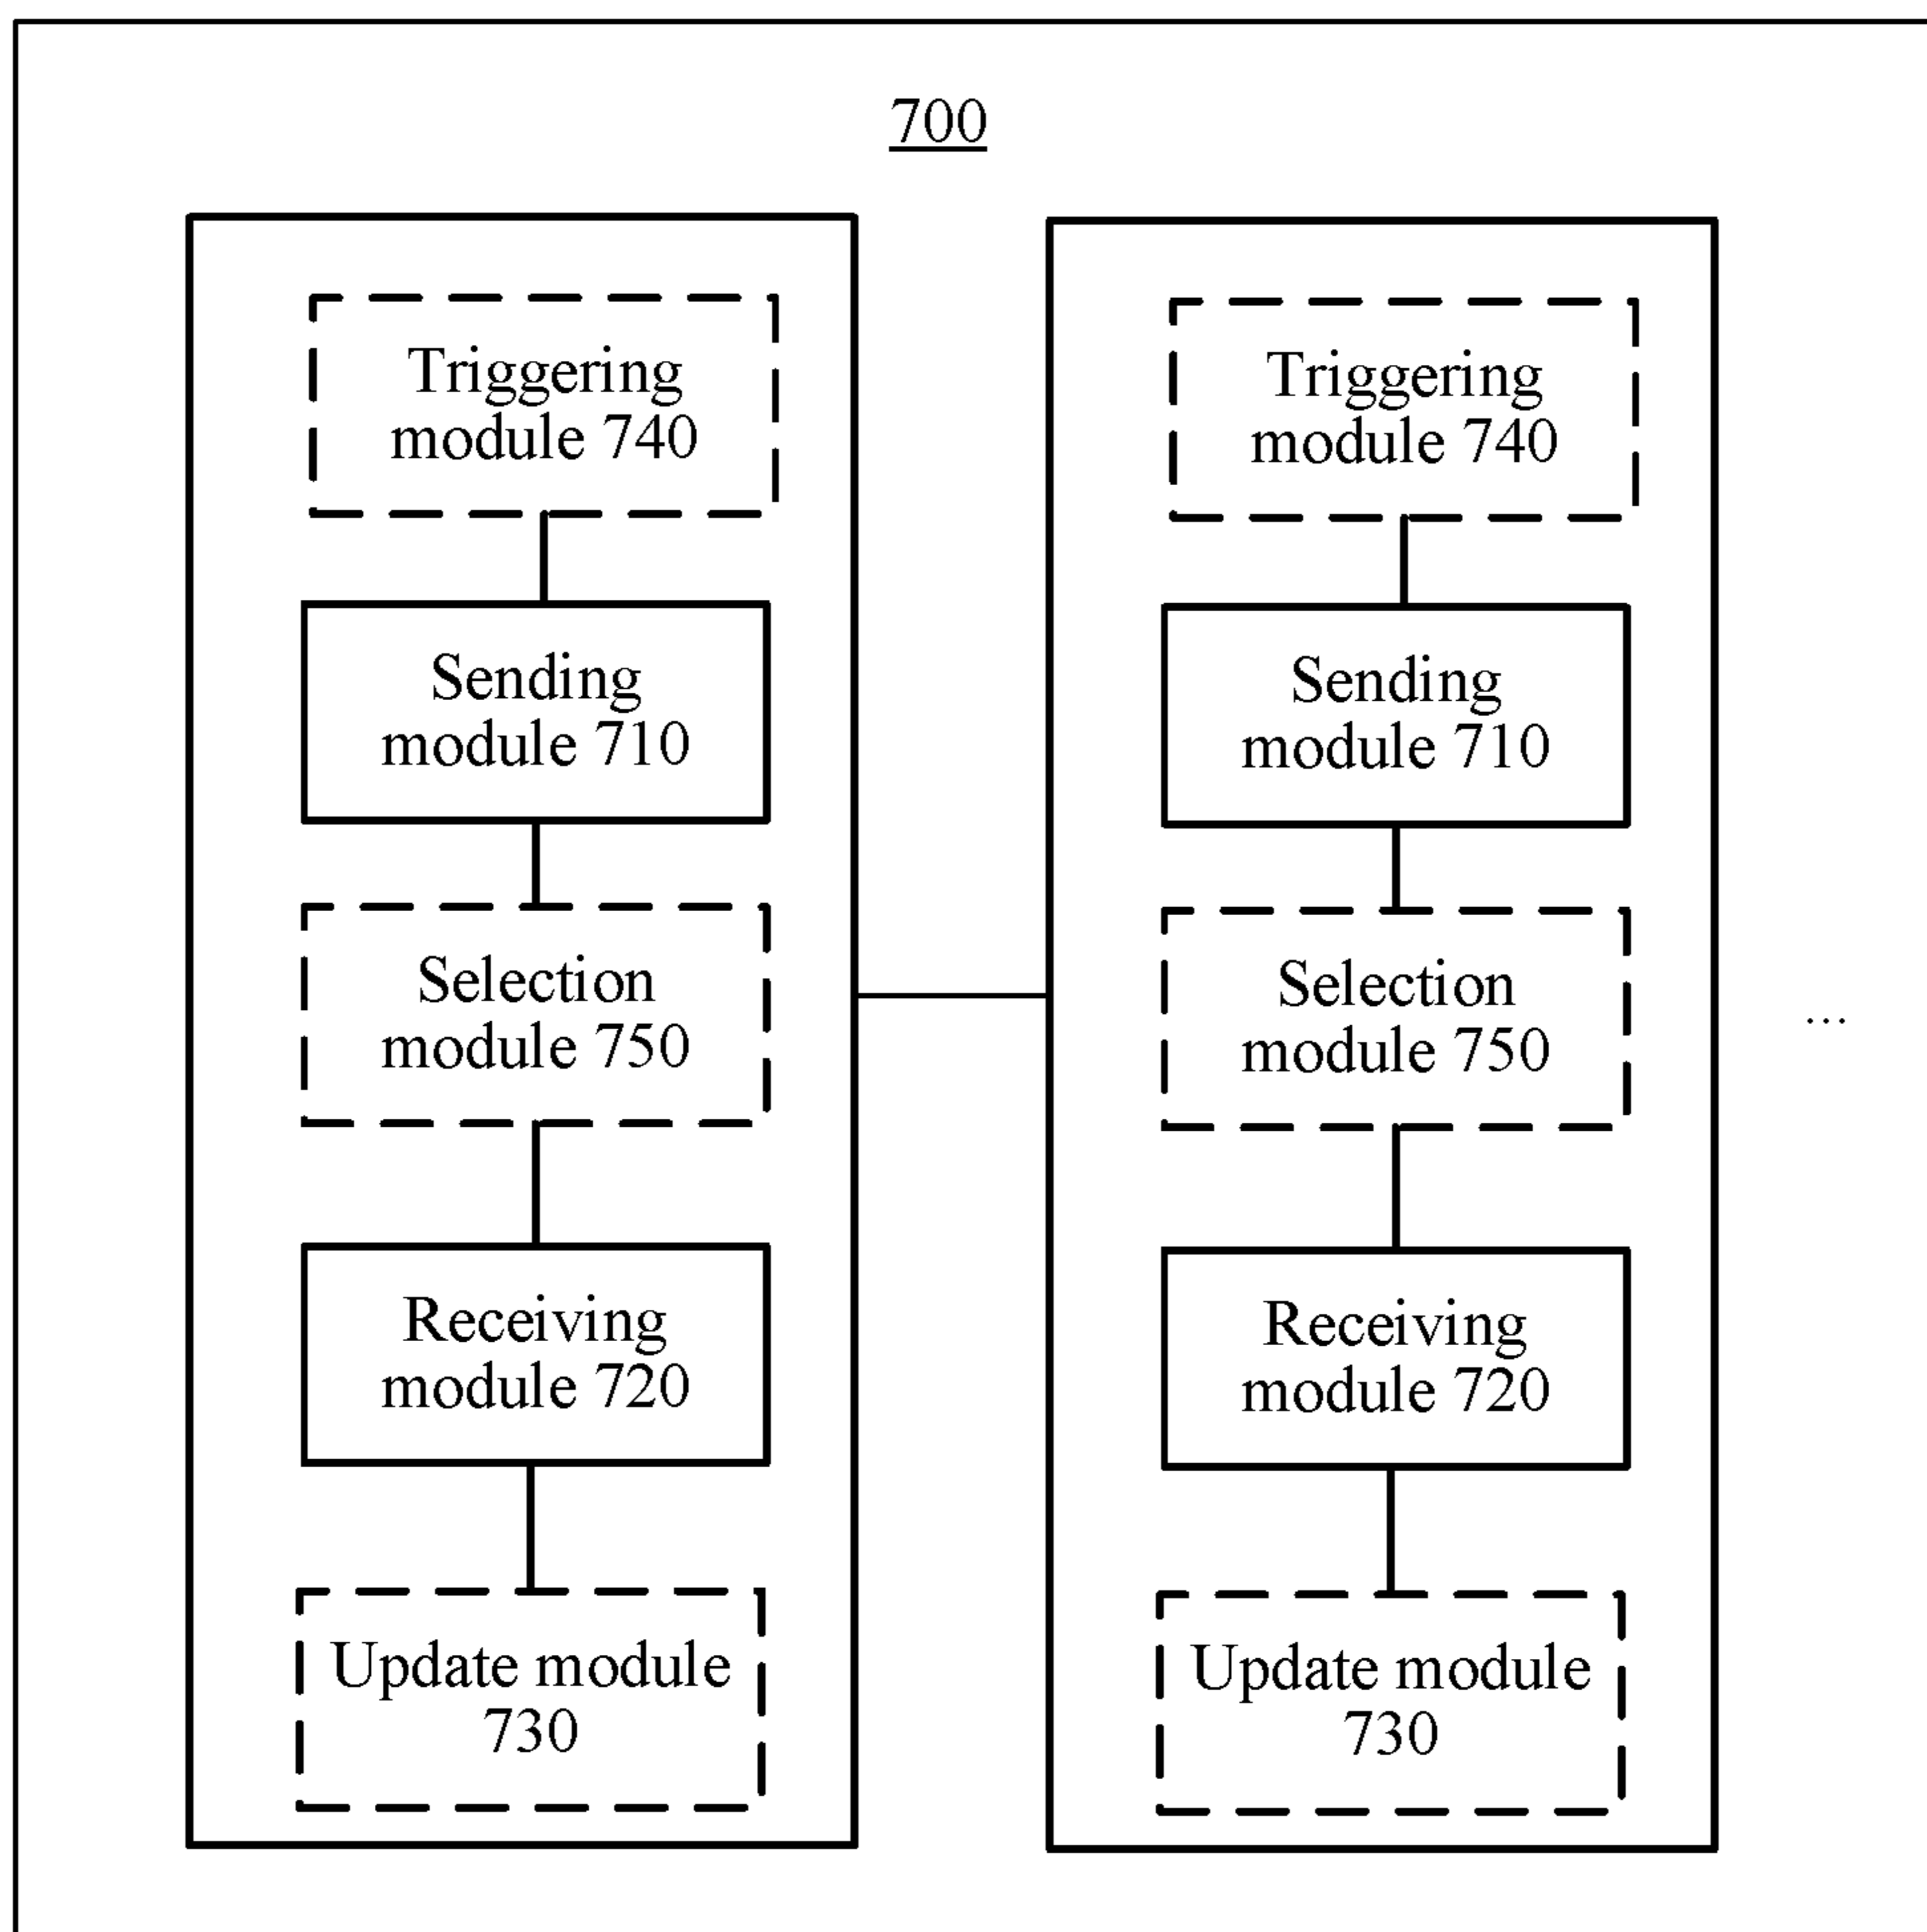 700
Triggering
module 740
Sending
module 710
Selection
module 750
Receiving
module 720
Update module
730
Triggering
module 740
Sending
module 710
Selection
module 750
Receiving
module 720
Update module
730
...